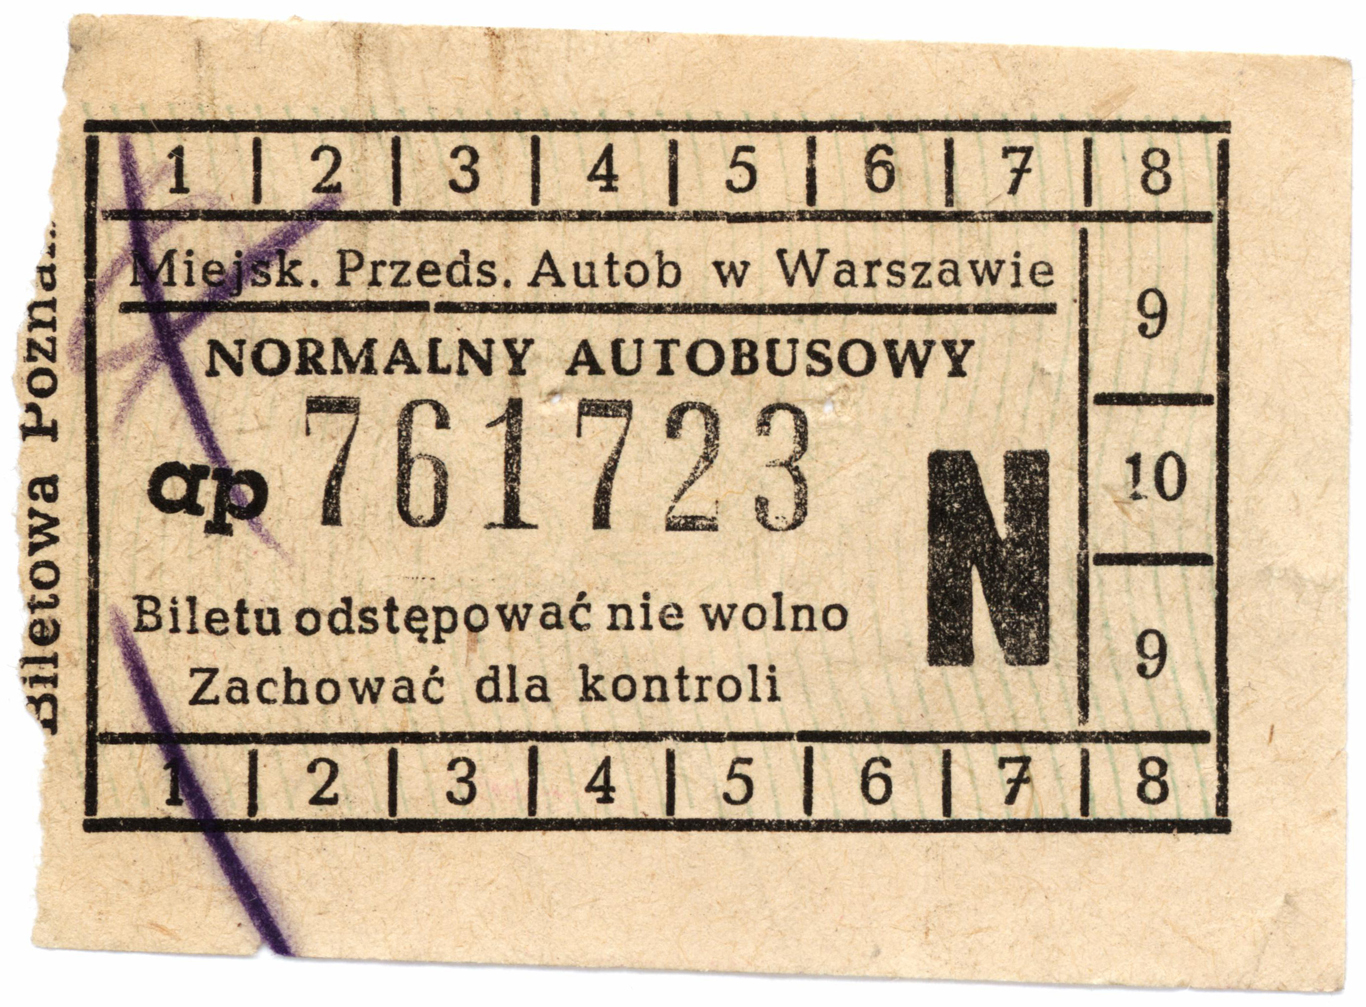 1 | 2 | 3 | 4 | 5 | 6 | 7 | 8
Miejsk. Przeds. Autob w Warszawie
NORMALNY AUTOBUSOWY
ap 761723
N
Biletu odstępować nie wolno
Zachować dla kontroli
9
10
9
1 | 2 | 3 | 4 | 5 | 6 | 7 | 8
Biletowa Pozna